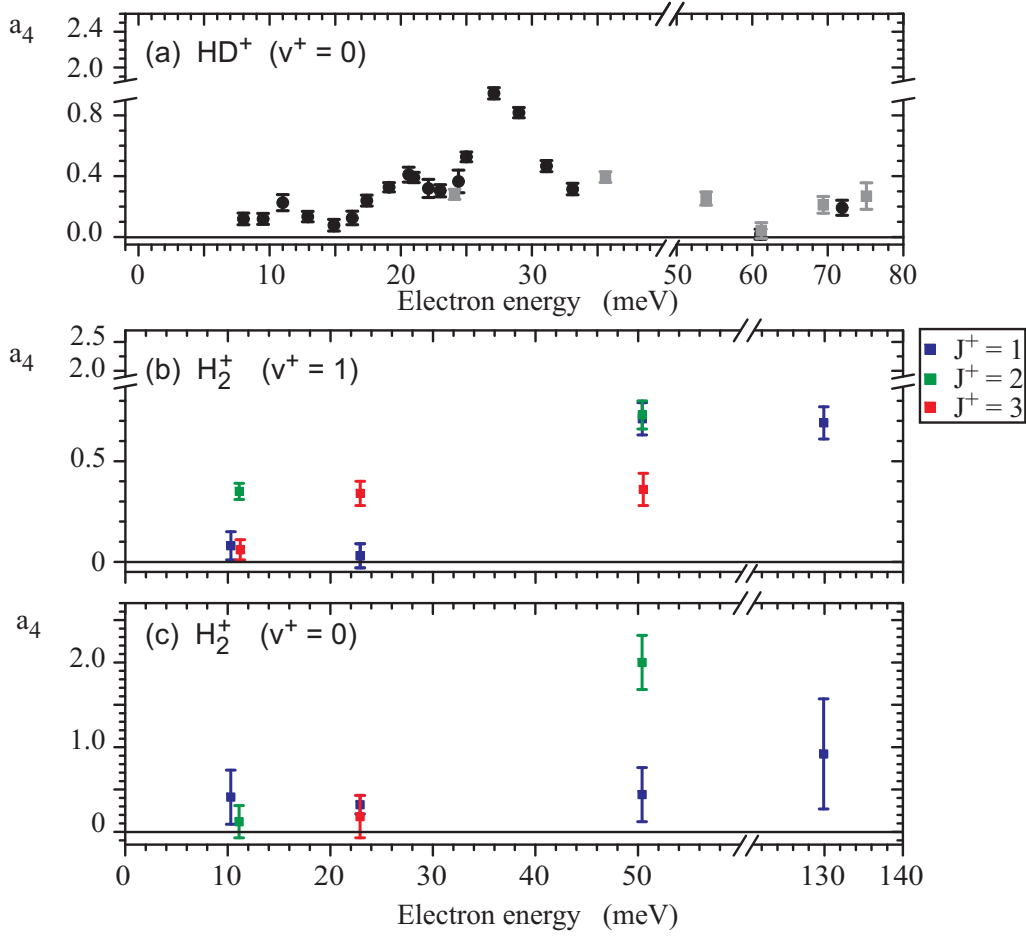 a4
2.4
2.0
0.8
0.4
0.0
(a) HD+ (v+ = 0)
0 10 20 30 50 60 70 80
Electron energy (meV)
a4
2.5
2.0
0.5
0
(b) H2+ (v+ = 1)
J+ = 1
J+ = 2
J+ = 3
a4
2.0
1.0
0
(c) H2+ (v+ = 0)
0 10 20 30 40 50 130 140
Electron energy (meV)